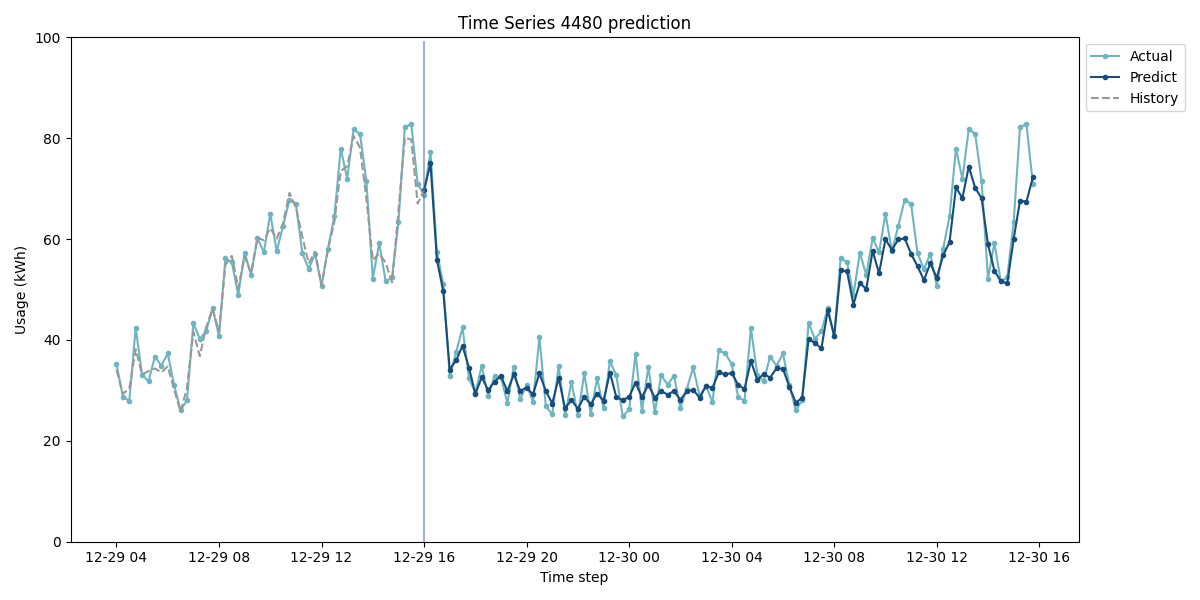 Time Series 4480 prediction
100
80
60
40
20
0
Usage (kWh)
12-29 04 12-29 08 12-29 12 12-29 16 12-29 20 12-30 00 12-30 04 12-30 08 12-30 12 12-30 16
Time step
Actual
Predict
History